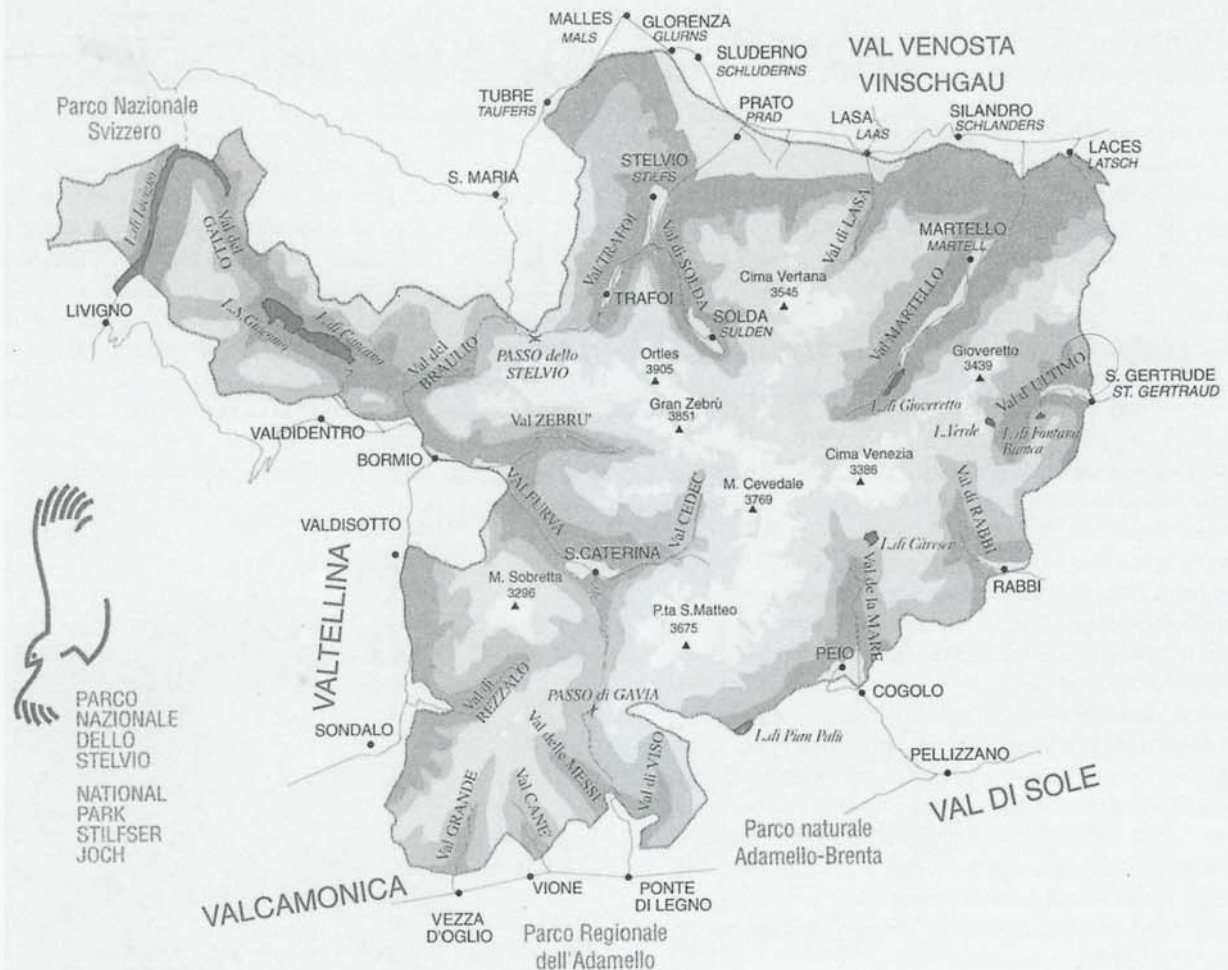 MALLES
MALS
GLORENZA
GLURNS
SLUDERNO
SCHLUDERNS
VAL VENOSTA
VINSCHGAU
Parco Nazionale
Svizzero
TUBRE
TAUFERS
PRATO
PRAD
LASA
LAAS
SILANDRO
SCHLANDERS
LACES
LATSCH
S. MARIA
STELVIO
STILFS
L. di Livigno
Val del
GALLO
Val TRAFOI
Val di SOLDA
Val di LASA
MARTELLO
MARTELL
Cima Vertana
3545
TRAFOI
SOLDA
SULDEN
Val MARTELLO
LIVIGNO
L. di Cancano
Val del
BRAULIO
PASSO dello
STELVIO
Ortles
3905
Gioveretto
3439
Val d'ULTIMO
S. GERTRUDE
ST. GERTRAUD
Gran Zebrù
3851
L. di Gioveretto
L. Verde
L. di Fontana
Bianca
VALDIDENTRO
Val ZEBRU'
BORMIO
Cima Venezia
3386
VALFURVA
Val CEDEC
M. Cevedale
3769
Val di RABBI
VALDISOTTO
L. di Càreser
S. CATERINA
RABBI
VALTELLINA
M. Sobretta
3296
P.ta S.Matteo
3675
Val de la MARE
PEIO
COGOLO
PARCO
NAZIONALE
DELLO
STELVIO
NATIONAL
PARK
STILFSER
JOCH
Val di
REZZALO
PASSO di GAVIA
SONDALO
L. di Pian Palù
Val delle MESSI
Val di VISO
PELLIZZANO
VAL DI SOLE
Val GRANDE
Val CANE'
Parco naturale
Adamello-Brenta
VALCAMONICA
VIONE
PONTE
DI LEGNO
VEZZA
D'OGLIO
Parco Regionale
dell'Adamello